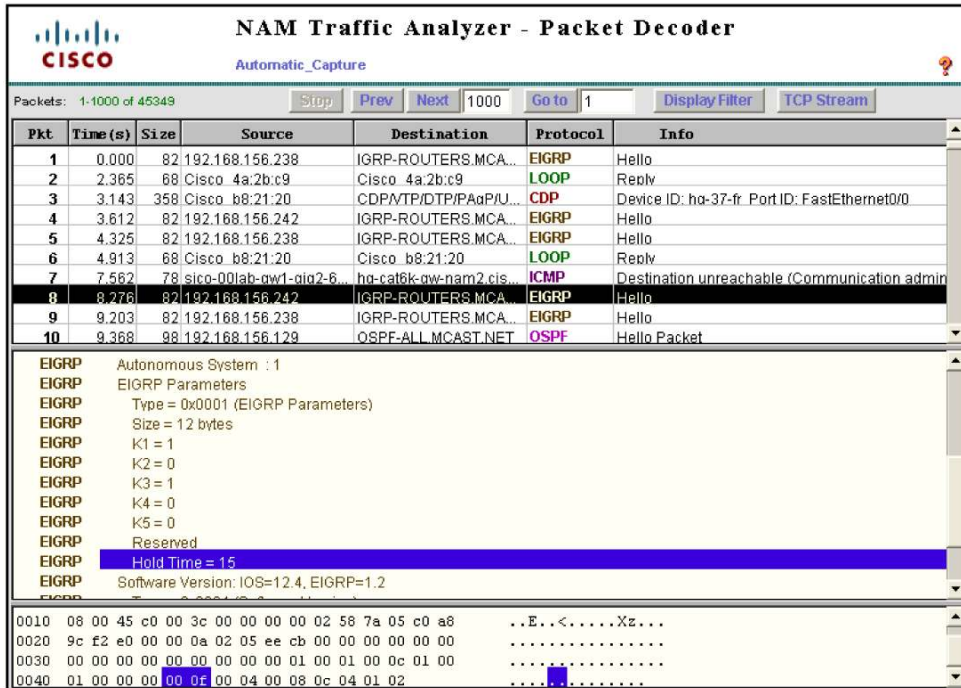 NAM Traffic Analyzer - Packet Decoder
CISCO
Automatic_Capture
?
Packets: 1-1000 of 45349 Stop Prev Next 1000 Go to 1 Display Filter TCP Stream
Pkt Time(s) Size Source Destination Protocol Info
1 0.000 82 192.168.156.238 IGRP-ROUTERS.MCA... EIGRP Hello
2 2.365 68 Cisco_4a:2b:c9 Cisco_4a:2b:c9 LOOP Reply
3 3.143 358 Cisco_b8:21:20 CDP/VTP/DTP/PAgP/U... CDP Device ID: hq-37-fr Port ID: FastEthernet0/0
4 3.612 82 192.168.156.242 IGRP-ROUTERS.MCA... EIGRP Hello
5 4.325 82 192.168.156.238 IGRP-ROUTERS.MCA... EIGRP Hello
6 4.913 68 Cisco_b8:21:20 Cisco_b8:21:20 LOOP Reply
7 7.562 78 sjco-00lab-gw1-gig2-6... hq-cat6k-gw-nam2.cis... ICMP Destination unreachable (Communication admin
8 8.276 82 192.168.156.242 IGRP-ROUTERS.MCA... EIGRP Hello
9 9.203 82 192.168.156.238 IGRP-ROUTERS.MCA... EIGRP Hello
10 9.368 98 192.168.156.129 OSPF-ALL.MCAST.NET OSPF Hello Packet
EIGRP Autonomous System : 1
EIGRP EIGRP Parameters
EIGRP Type = 0x0001 (EIGRP Parameters)
EIGRP Size = 12 bytes
EIGRP K1 = 1
EIGRP K2 = 0
EIGRP K3 = 1
EIGRP K4 = 0
EIGRP K5 = 0
EIGRP Reserved
EIGRP Hold Time = 15
EIGRP Software Version: IOS=12.4, EIGRP=1.2
0010 08 00 45 c0 00 3c 00 00 00 00 02 58 7a 05 c0 a8 ..E..<.....Xz...
0020 9c f2 e0 00 00 0a 02 05 ee cb 00 00 00 00 00 00 ................
0030 00 00 00 00 00 00 00 00 00 01 00 01 00 0c 01 00 ................
0040 01 00 00 00 00 0f 00 04 00 08 0c 04 01 02 ..............